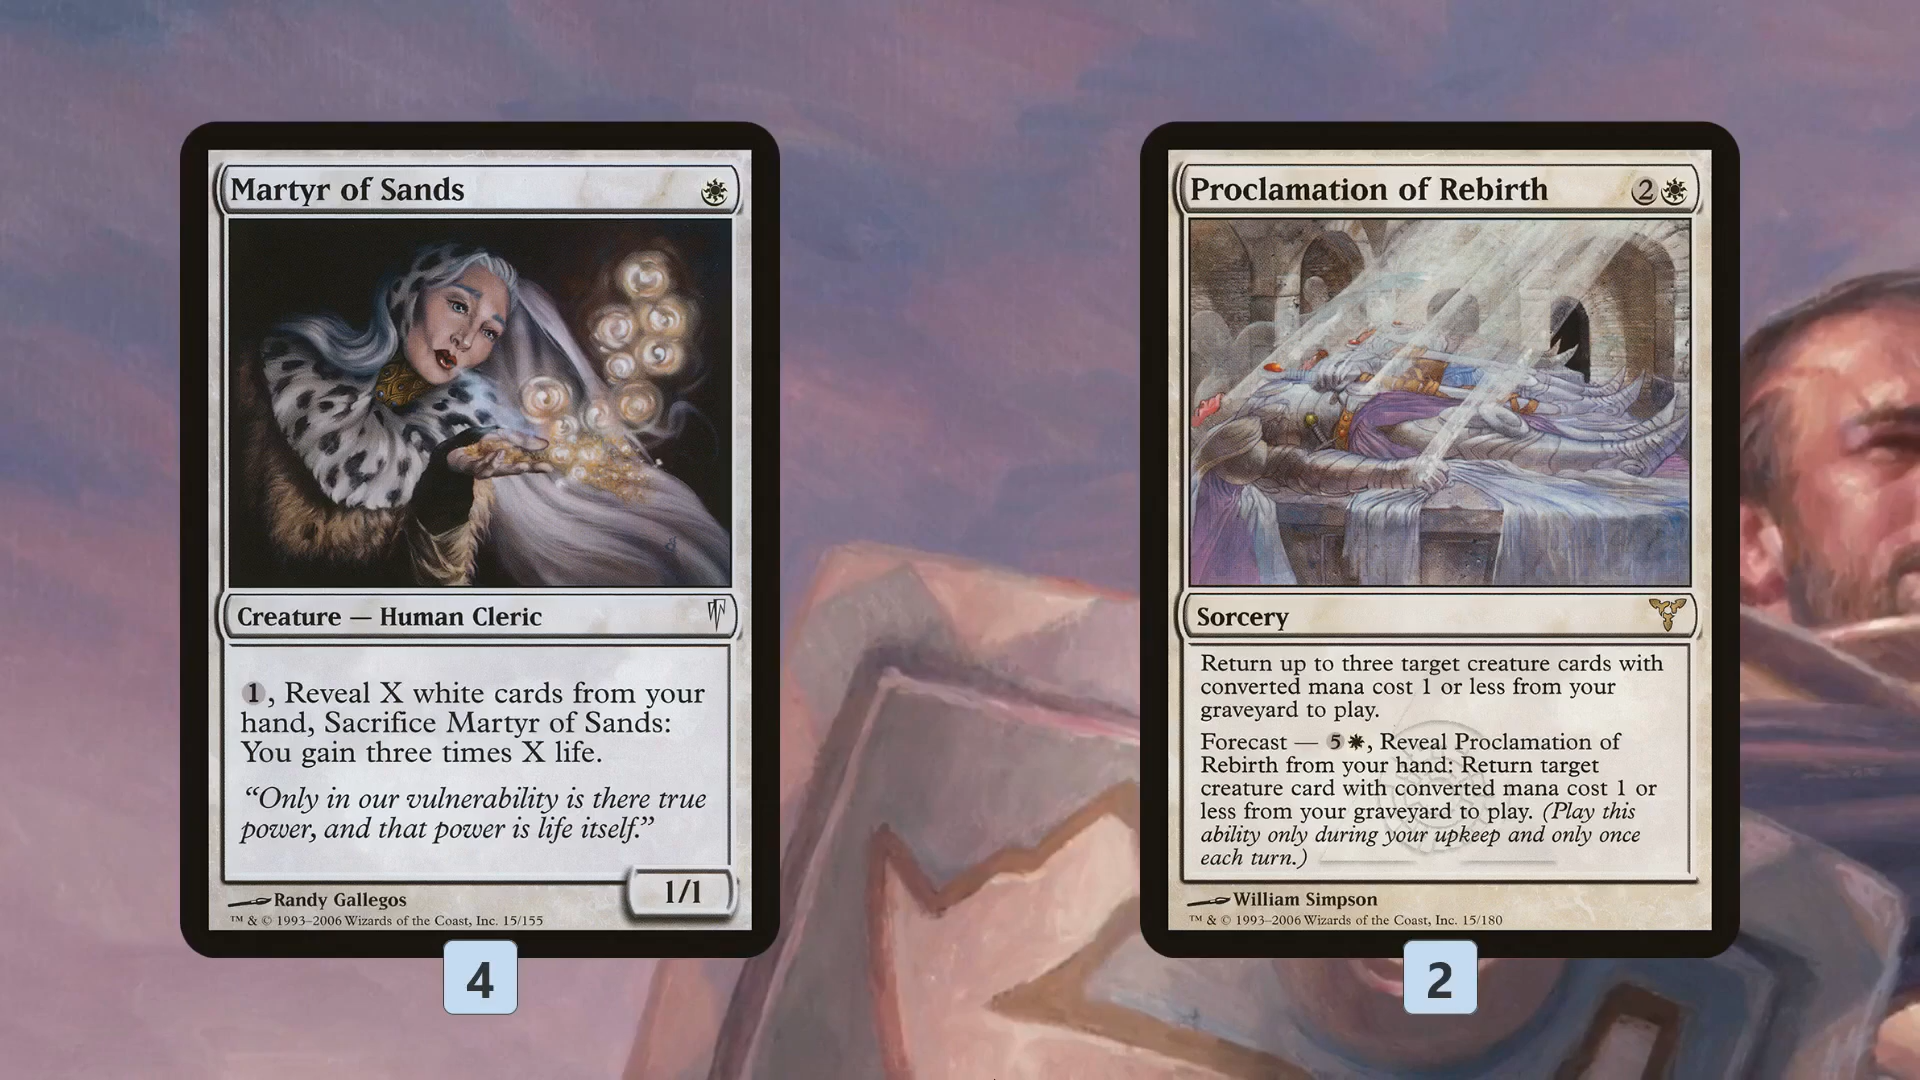 Martyr of Sands
Creature — Human Cleric
1, Reveal X white cards from your
hand, Sacrifice Martyr of Sands:
You gain three times X life.
“Only in our vulnerability is there true
power, and that power is life itself.”
Randy Gallegos
1/1
™ & © 1993–2006 Wizards of the Coast, Inc. 15/155
4
Proclamation of Rebirth
2
Sorcery
Return up to three target creature cards with
converted mana cost 1 or less from your
graveyard to play.
Forecast — 5, Reveal Proclamation of
Rebirth from your hand: Return target
creature card with converted mana cost 1 or
less from your graveyard to play. (Play this
ability only during your upkeep and only once
each turn.)
William Simpson
™ & © 1993–2006 Wizards of the Coast, Inc. 15/180
2